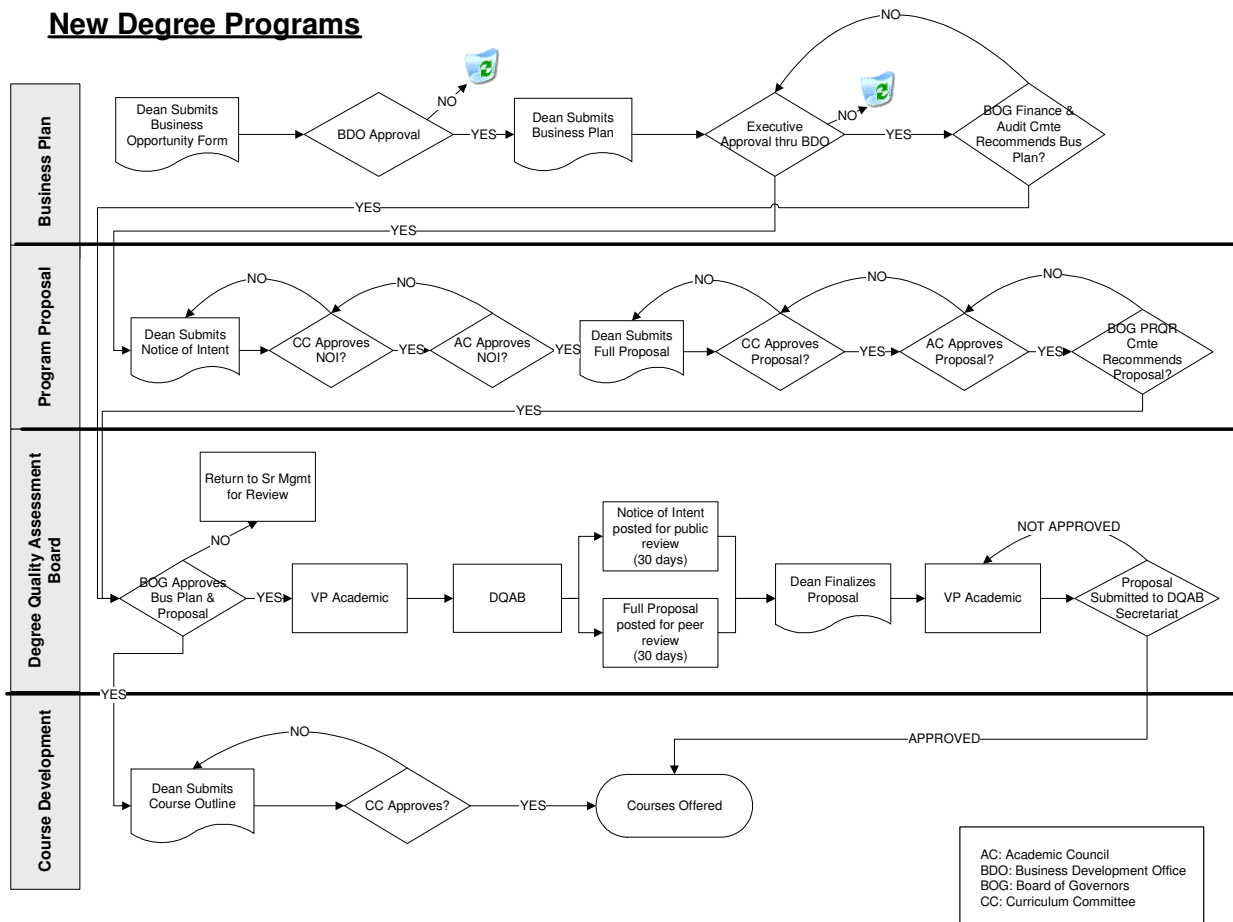 New Degree Programs
Business Plan
Dean Submits
Business
Opportunity Form
BDO Approval
NO
YES
Dean Submits
Business Plan
Executive
Approval thru BDO
NO
YES
NO
BOG Finance &
Audit Cmte
Recommends Bus
Plan?
YES
YES
Program Proposal
Dean Submits
Notice of Intent
NO
CC Approves
NOI?
YES
NO
AC Approves
NOI?
YES
Dean Submits
Full Proposal
NO
CC Approves
Proposal?
YES
NO
AC Approves
Proposal?
YES
NO
BOG PRQR
Cmte
Recommends
Proposal?
YES
Degree Quality Assessment
Board
Return to Sr Mgmt
for Review
NO
BOG Approves
Bus Plan &
Proposal
YES
VP Academic
DQAB
Notice of Intent
posted for public
review
(30 days)
Full Proposal
posted for peer
review
(30 days)
Dean Finalizes
Proposal
VP Academic
NOT APPROVED
Proposal
Submitted to DQAB
Secretariat
YES
APPROVED
Course Development
Dean Submits
Course Outline
NO
CC Approves?
YES
Courses Offered
AC: Academic Council
BDO: Business Development Office
BOG: Board of Governors
CC: Curriculum Committee